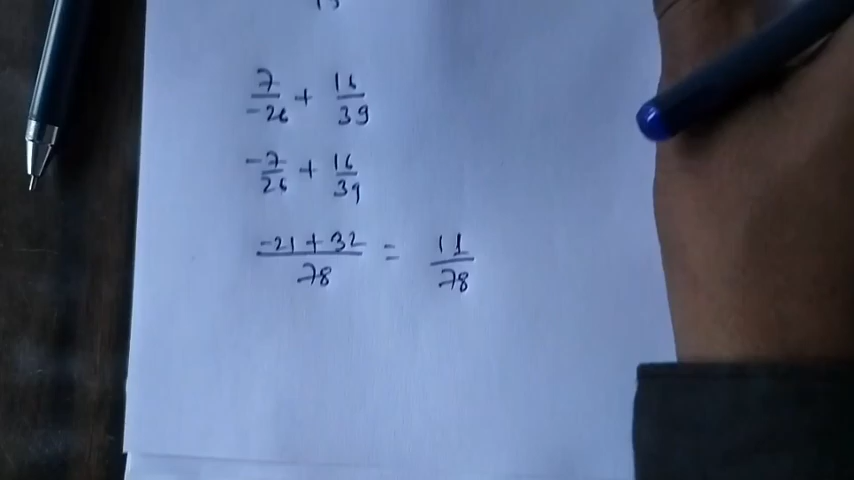 7/-26 + 16/39
-7/26 + 16/39
-21+32/78 = 11/78